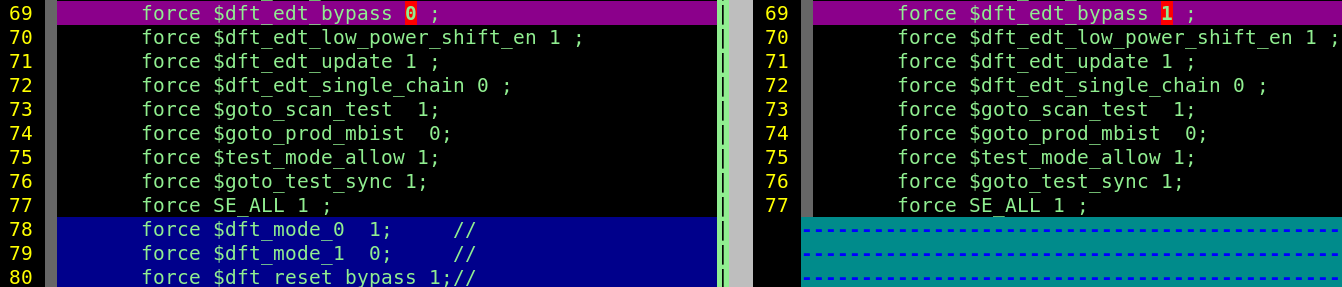 69 force $dft_edt_bypass 0 ;
70 force $dft_edt_low_power_shift_en 1 ;
71 force $dft_edt_update 1 ;
72 force $dft_edt_single_chain 0 ;
73 force $goto_scan_test  1;
74 force $goto_prod_mbist  0;
75 force $test_mode_allow 1;
76 force $goto_test_sync 1;
77 force SE_ALL 1 ;
78 force $dft_mode_0  1;     //
79 force $dft_mode_1  0;     //
80 force $dft_reset_bypass 1;//
69 force $dft_edt_bypass 1 ;
70 force $dft_edt_low_power_shift_en 1 ;
71 force $dft_edt_update 1 ;
72 force $dft_edt_single_chain 0 ;
73 force $goto_scan_test  1;
74 force $goto_prod_mbist  0;
75 force $test_mode_allow 1;
76 force $goto_test_sync 1;
77 force SE_ALL 1 ;